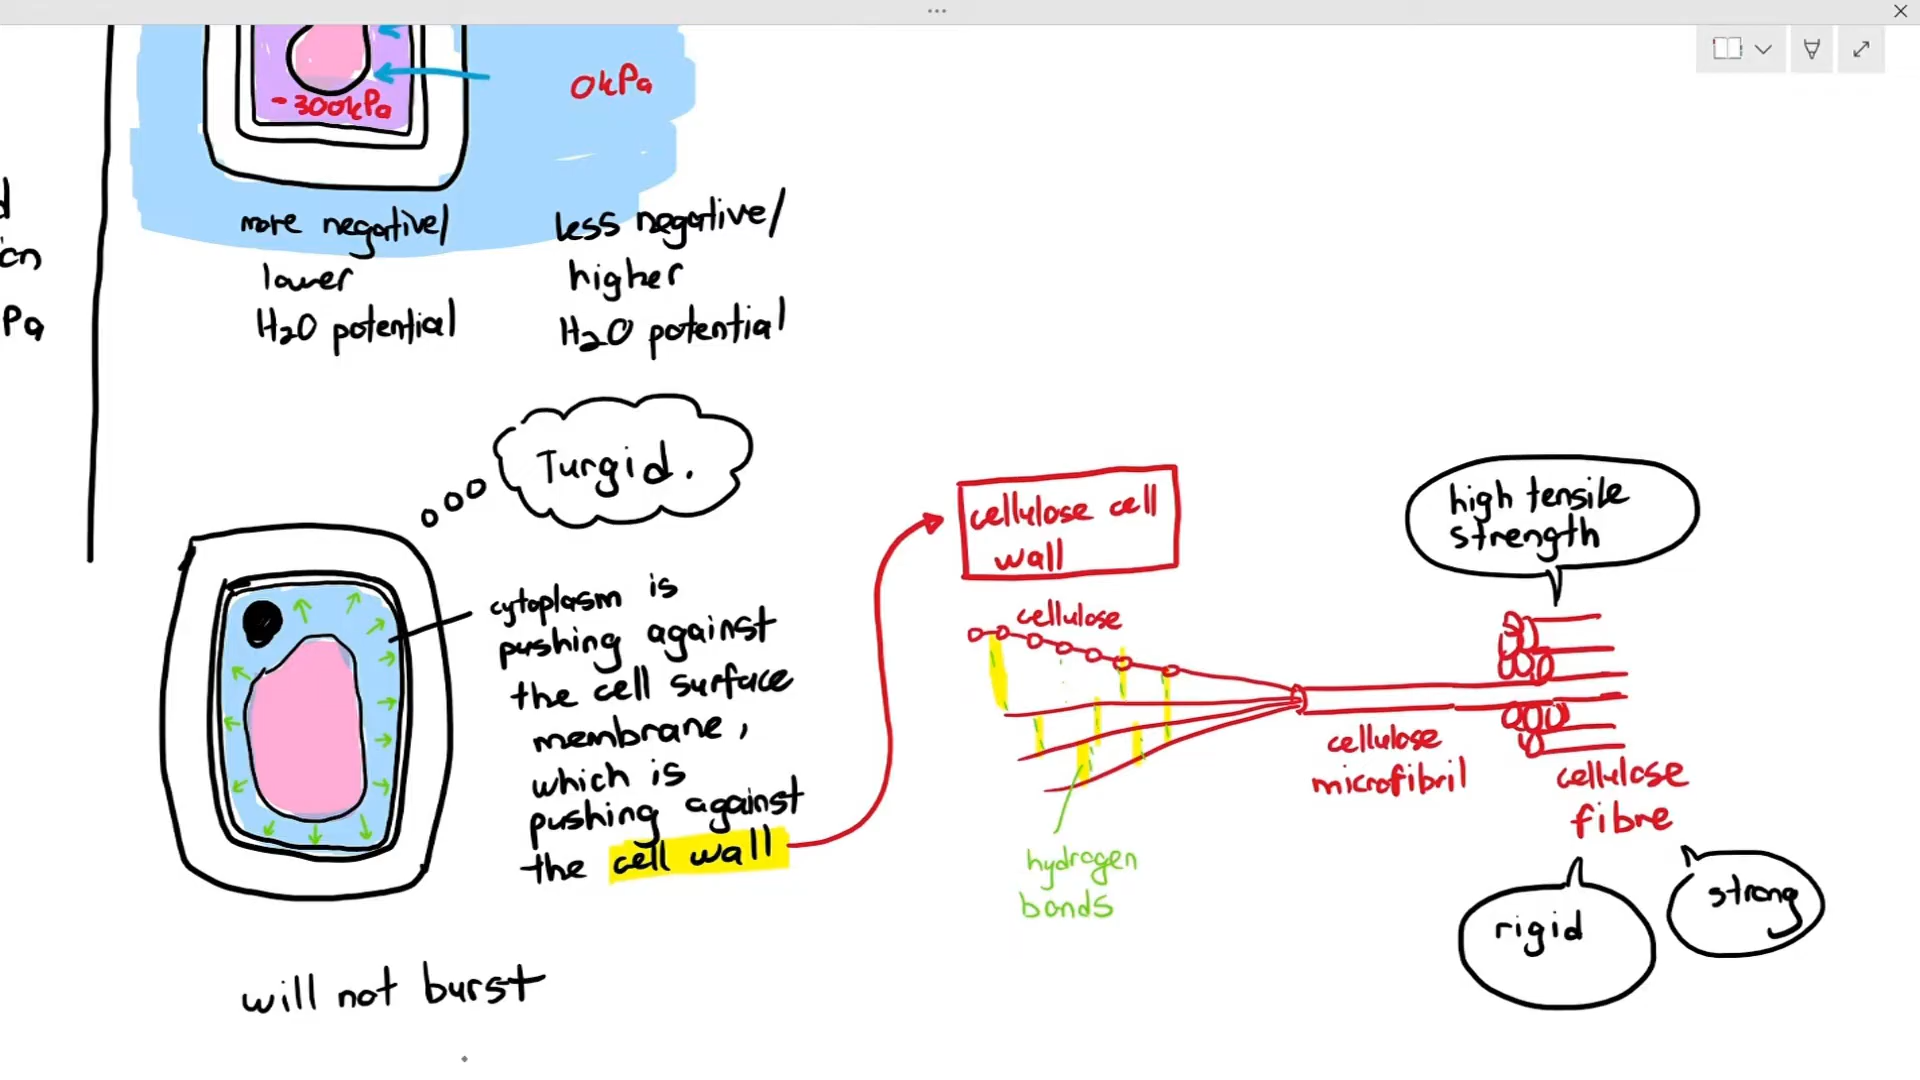 0kPa
-300kPa
Pa
more negative/
lower
H2O potential
less negative/
higher
H2O potential
Turgid.
cytoplasm is
pushing against
the cell surface
membrane,
which is
pushing against
the cell wall
will not burst
cellulose cell
wall
cellulose
hydrogen
bonds
cellulose
microfibril
cellulose
fibre
high tensile
strength
rigid
strong